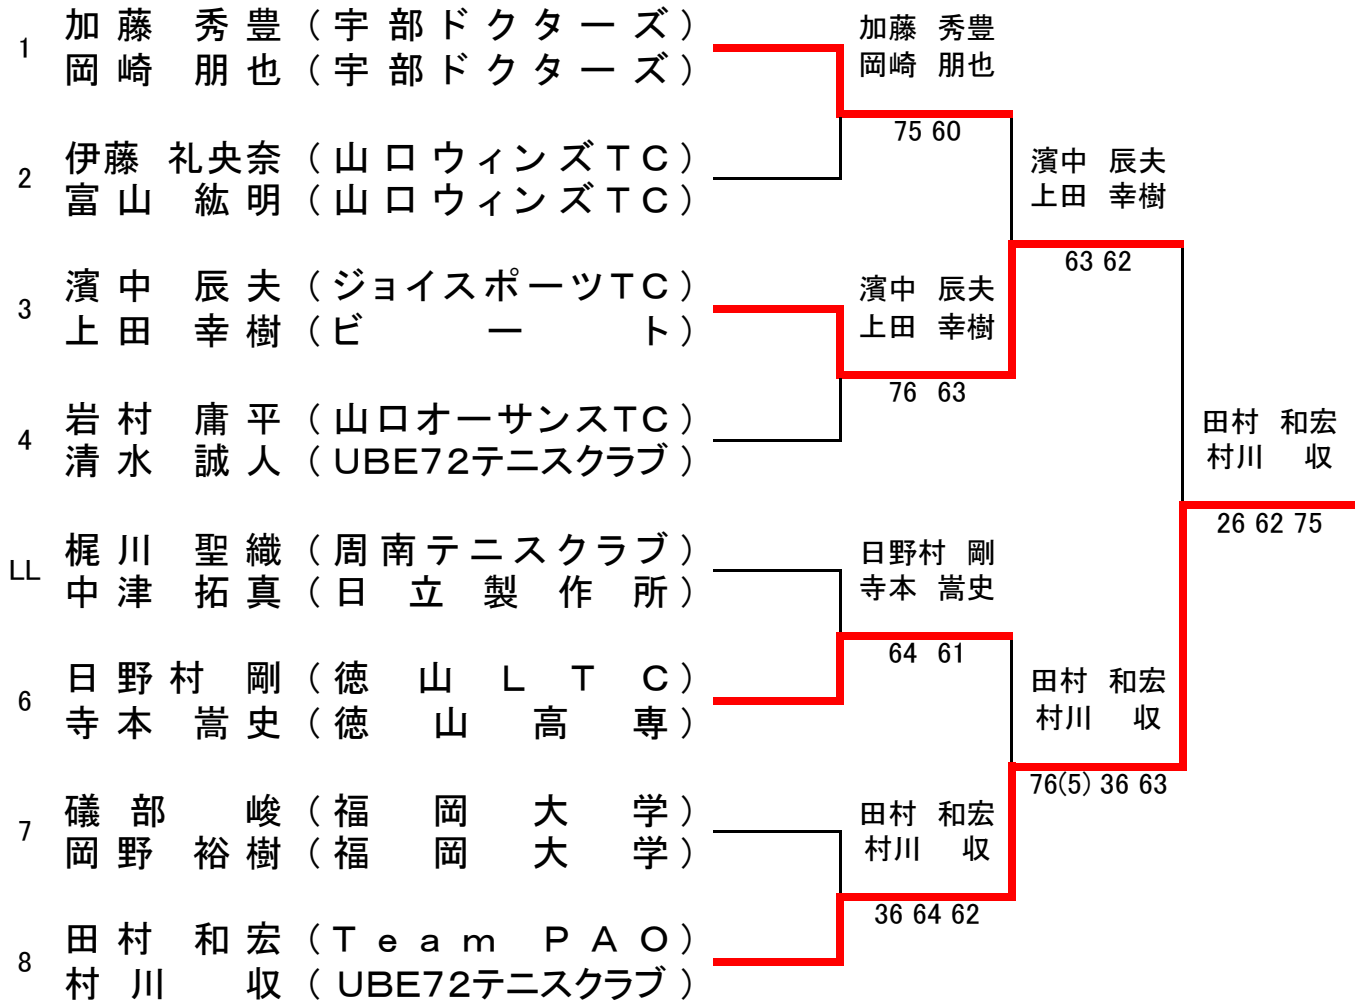 1
加藤 秀豊 (宇部ドクターズ)
岡崎 朋也 (宇部ドクターズ)
2
伊藤 礼央奈 (山口ウィンズTC)
富山 紘明 (山口ウィンズTC)
3
濱中 辰夫 (ジョイスポーツTC)
上田 幸樹 (ビート)
4
岩村 庸平 (山口オーサンスTC)
清水 誠人 (UBE72テニスクラブ)
LL
梶川 聖織 (周南テニスクラブ)
中津 拓真 (日立製作所)
6
日野村 剛 (徳山LTC)
寺本 嵩史 (徳山高専)
7
礒部 峻 (福岡大学)
岡野 裕樹 (福岡大学)
8
田村 和宏 (Team PAO)
村川 収 (UBE72テニスクラブ)
加藤 秀豊
岡崎 朋也
75 60
濱中 辰夫
上田 幸樹
76 63
日野村 剛
寺本 嵩史
64 61
田村 和宏
村川 収
36 64 62
濱中 辰夫
上田 幸樹
63 62
田村 和宏
村川 収
76(5) 36 63
田村 和宏
村川 収
26 62 75